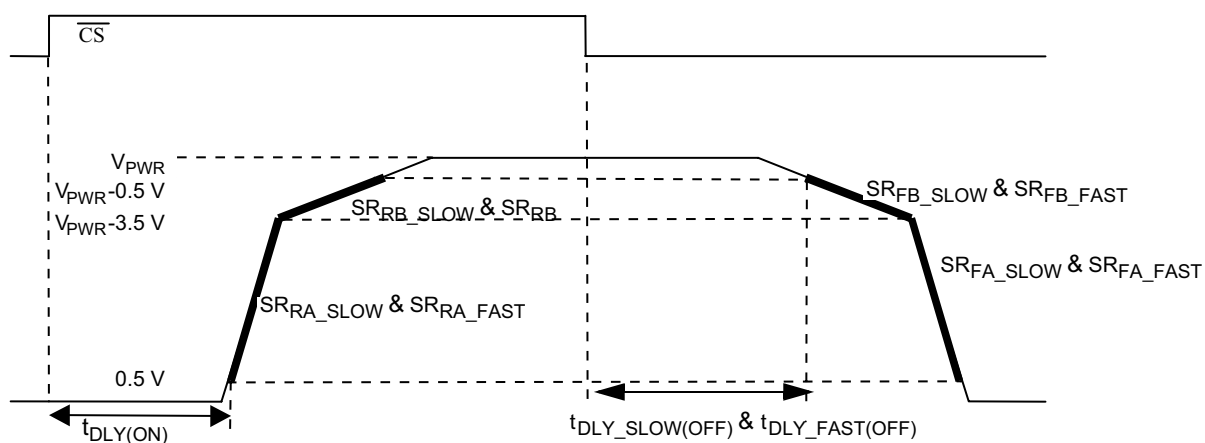 CS
VPWR
VPWR-0.5 V
VPWR-3.5 V
SRRB_SLOW & SRRB
SRFB_SLOW & SRFB_FAST
SRFA_SLOW & SRFA_FAST
SRRA_SLOW & SRRA_FAST
0.5 V
tDLY(ON)
tDLY_SLOW(OFF) & tDLY_FAST(OFF)